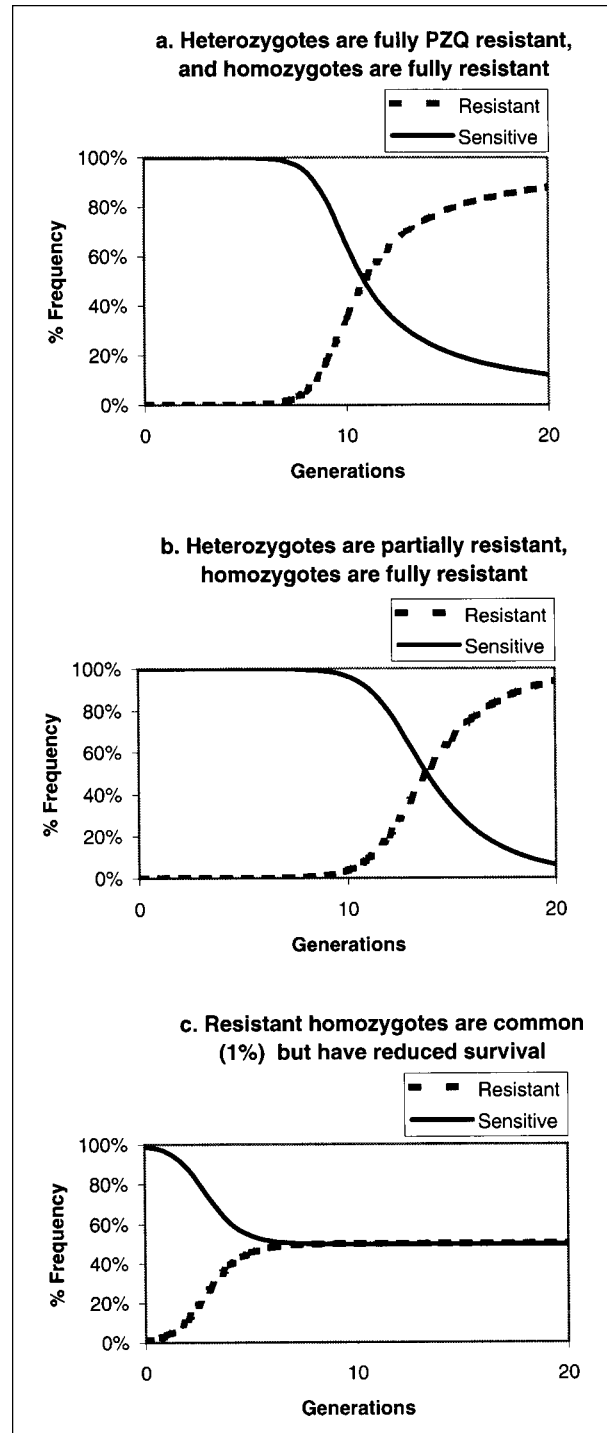 a. Heterozygotes are fully PZQ resistant,
and homozygotes are fully resistant
Resistant
Sensitive
100%
80%
60%
40%
20%
0%
% Frequency
0 10 20
Generations
b. Heterozygotes are partially resistant,
homozygotes are fully resistant
Resistant
Sensitive
100%
80%
60%
40%
20%
0%
% Frequency
0 10 20
Generations
c. Resistant homozygotes are common
(1%) but have reduced survival
Resistant
Sensitive
100%
80%
60%
40%
20%
0%
% Frequency
0 10 20
Generations